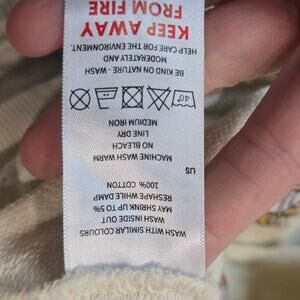 WASH WITH SIMILAR COLOURS
WASH INSIDE OUT
MAY SHRINK UP TO 5%
RESHAPE WHILE DAMP
100% COTTON
US
MACHINE WASH WARM
NO BLEACH
LINE DRY
MEDIUM IRON
40°
BE KIND ON NATURE - WASH
MODERATELY AND
HELP CARE FOR THE ENVIRONMENT.
KEEP AWAY
FROM FIRE